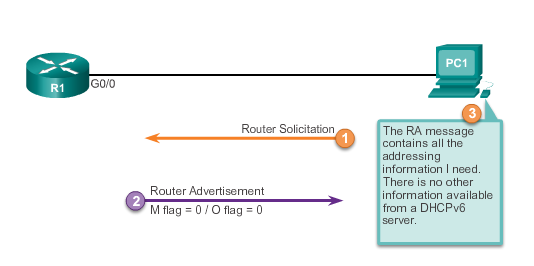 R1
G0/0
PC1
Router Solicitation
1
2
Router Advertisement
M flag = 0 / O flag = 0
3
The RA message
contains all the
addressing
information I need.
There is no other
information available
from a DHCPv6
server.